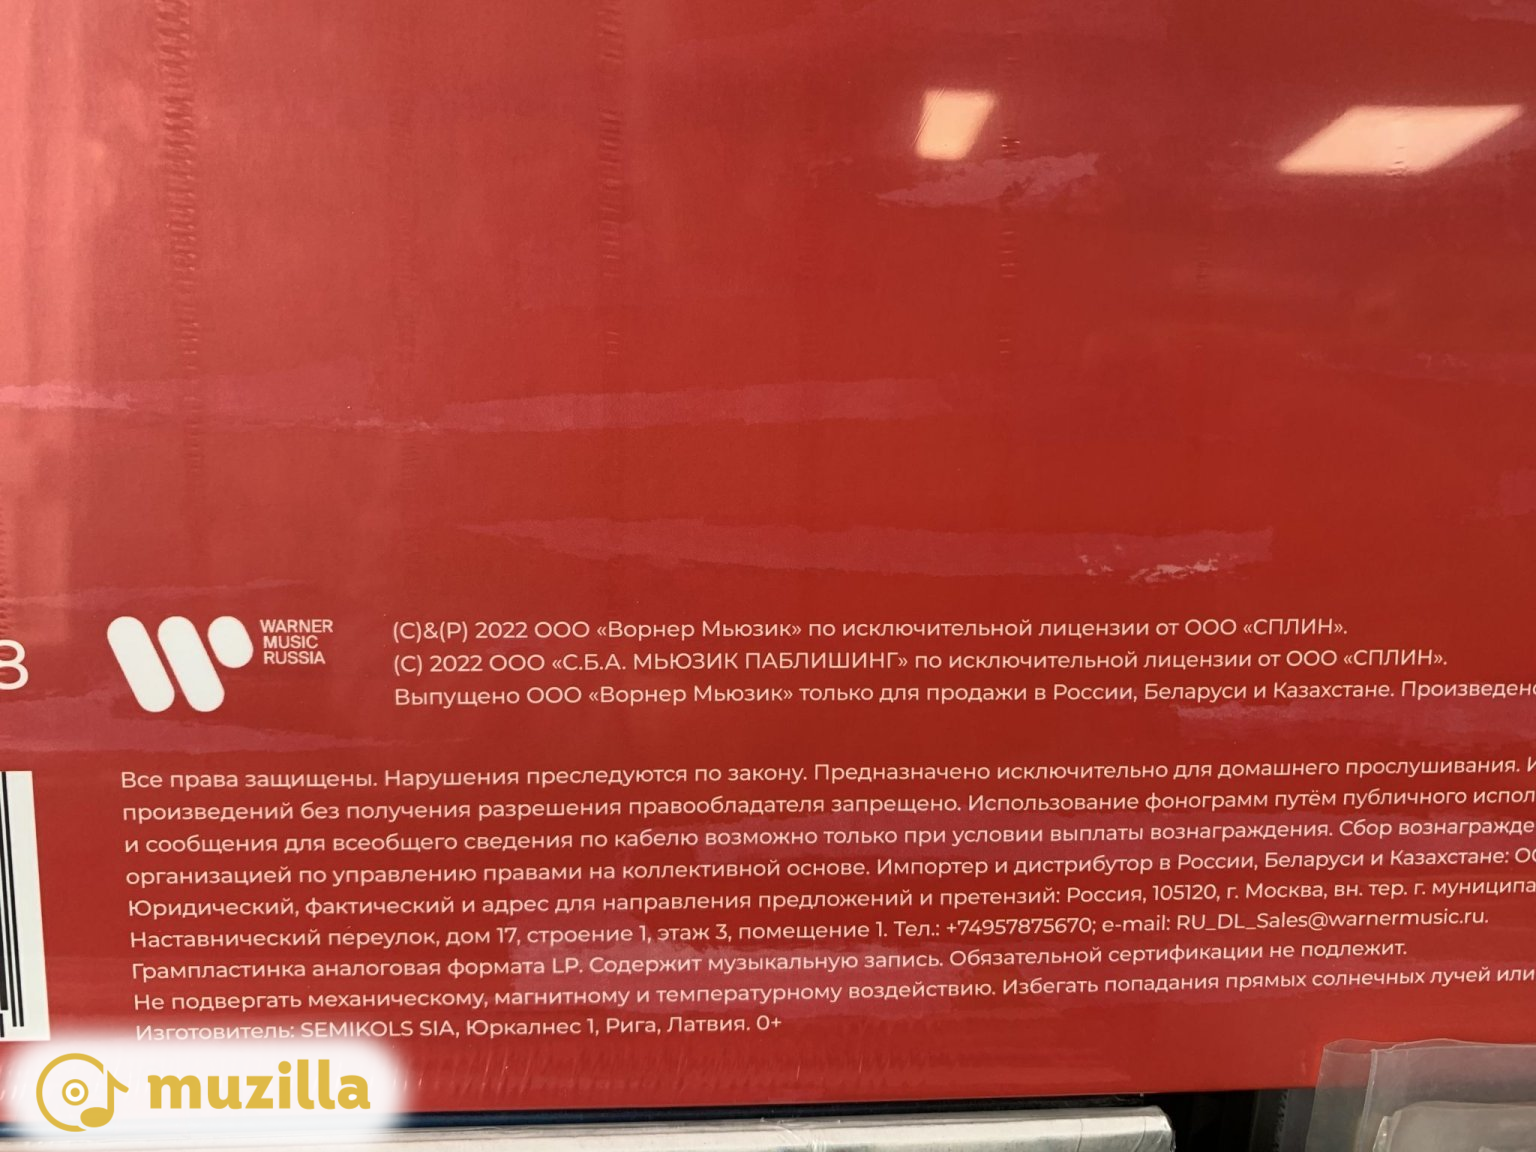 8
WARNER
MUSIC
RUSSIA
(C)&(P) 2022 ООО «Ворнер Мьюзик» по исключительной лицензии от ООО «СПЛИН».
(C) 2022 ООО «С.Б.А. МЬЮЗИК ПАБЛИШИНГ» по исключительной лицензии от ООО «СПЛИН».
Выпущено ООО «Ворнер Мьюзик» только для продажи в России, Беларуси и Казахстане. Произведено
Все права защищены. Нарушения преследуются по закону. Предназначено исключительно для домашнего прослушивания.
произведений без получения разрешения правообладателя запрещено. Использование фонограмм путём публичного испол
и сообщения для всеобщего сведения по кабелю возможно только при условии выплаты вознаграждения. Сбор вознагражде
организацией по управлению правами на коллективной основе. Импортер и дистрибутор в России, Беларуси и Казахстане:
Юридический, фактический и адрес для направления предложений и претензий: Россия, 105120, г. Москва, вн. тер. г. муниципа
Наставнический переулок, дом 17, строение 1, этаж 3, помещение 1. Тел.: +74957875670; e-mail: RU_DL_Sales@warnermusic.ru.
Грампластинка аналоговая формата LP. Содержит музыкальную запись. Обязательной сертификации не подлежит.
Не подвергать механическому, магнитному и температурному воздействию. Избегать попадания прямых солнечных лучей или
Изготовитель: SEMIKOLS SIA, Юркалнес 1, Рига, Латвия. 0+
muzilla